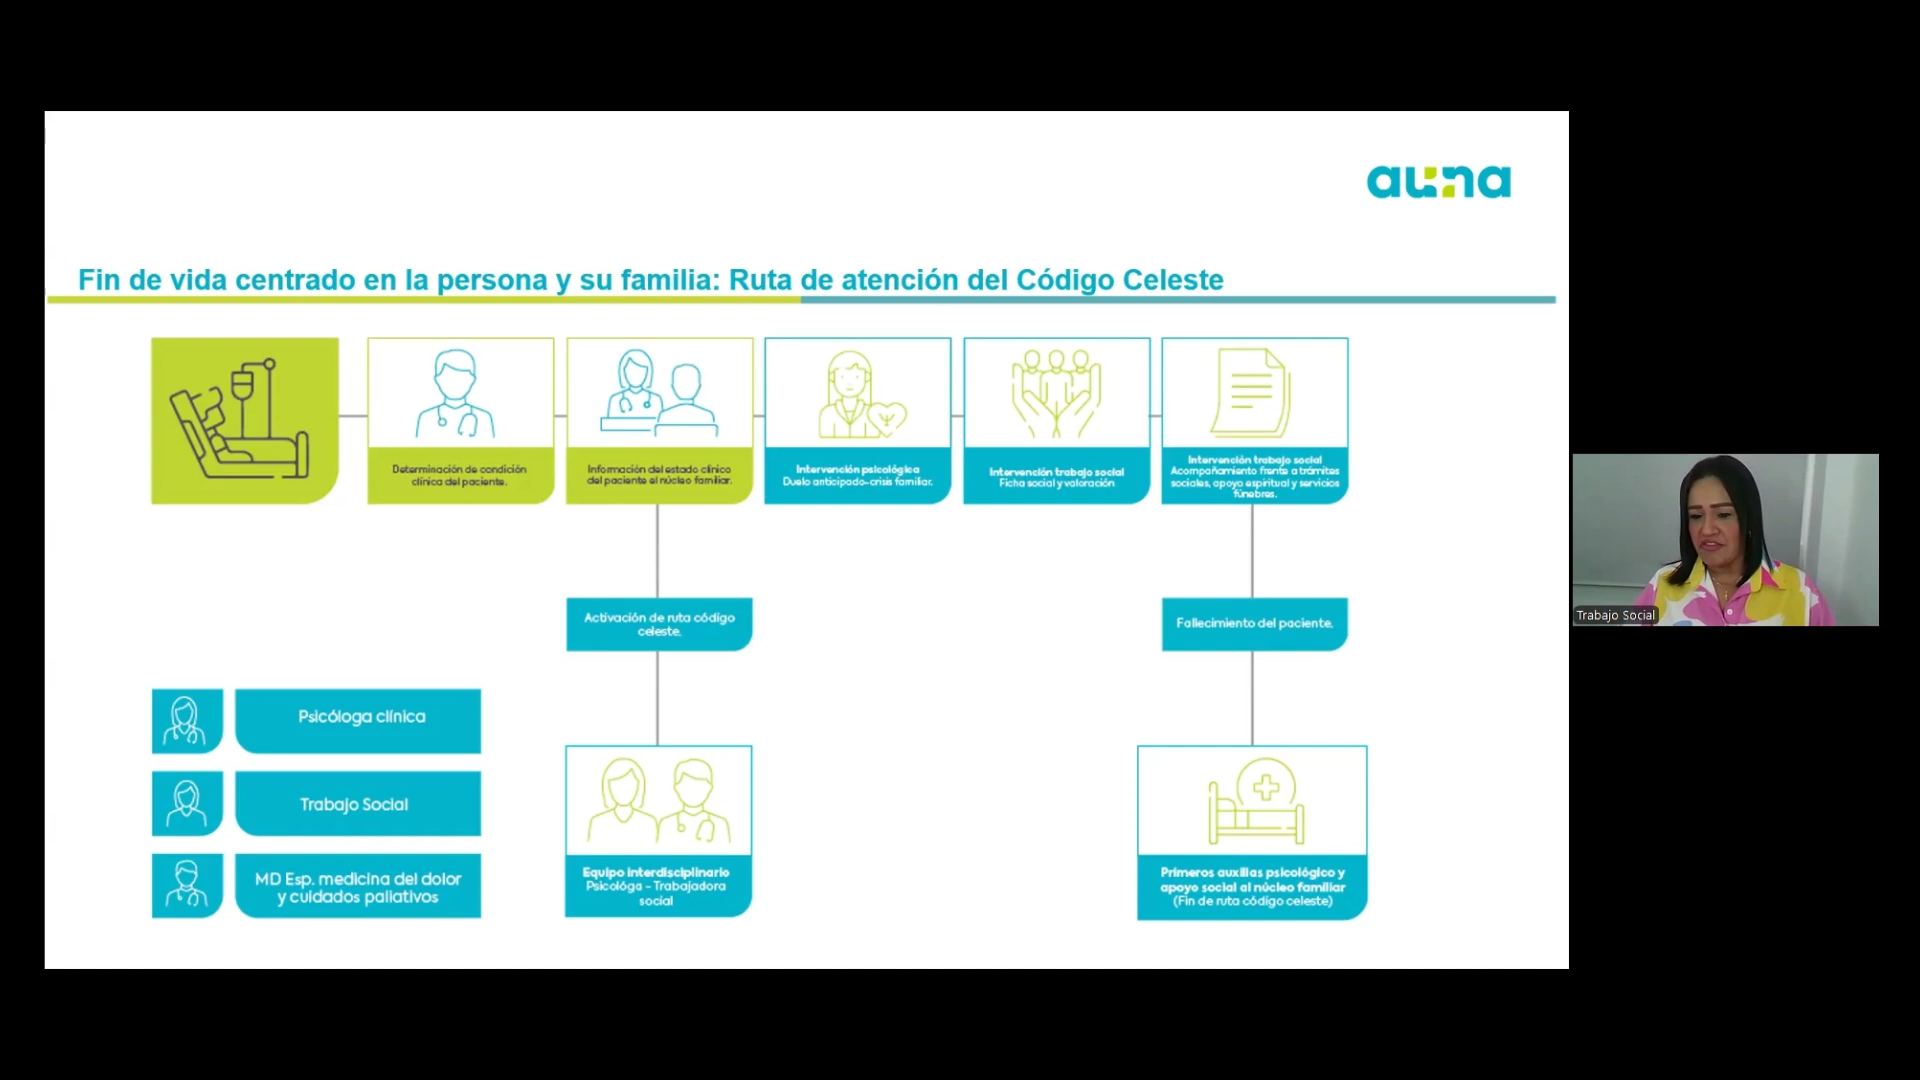 auna
Fin de vida centrado en la persona y su familia: Ruta de atención del Código Celeste
Determinación de condición
clínica del paciente.
Información del estado clínico
del paciente el núcleo familiar.
Intervención psicológica
Duelo anticipado-crisis familiar.
Intervención trabajo social
Ficha social y valoración
Intervención trabajo social
Acompañamiento frente a trámites
sociales, apoyo espiritual y servicios
fúnebres.
Activación de ruta código
celeste.
Fallecimiento del paciente.
Trabajo Social
Psicóloga clínica
Trabajo Social
MD Esp. medicina del dolor
y cuidados paliativos
Equipo interdisciplinario
Psicológa - Trabajadora
social
Primeros auxilias psicológico y
apoyo social al núcleo familiar
(Fin de ruta código celeste)